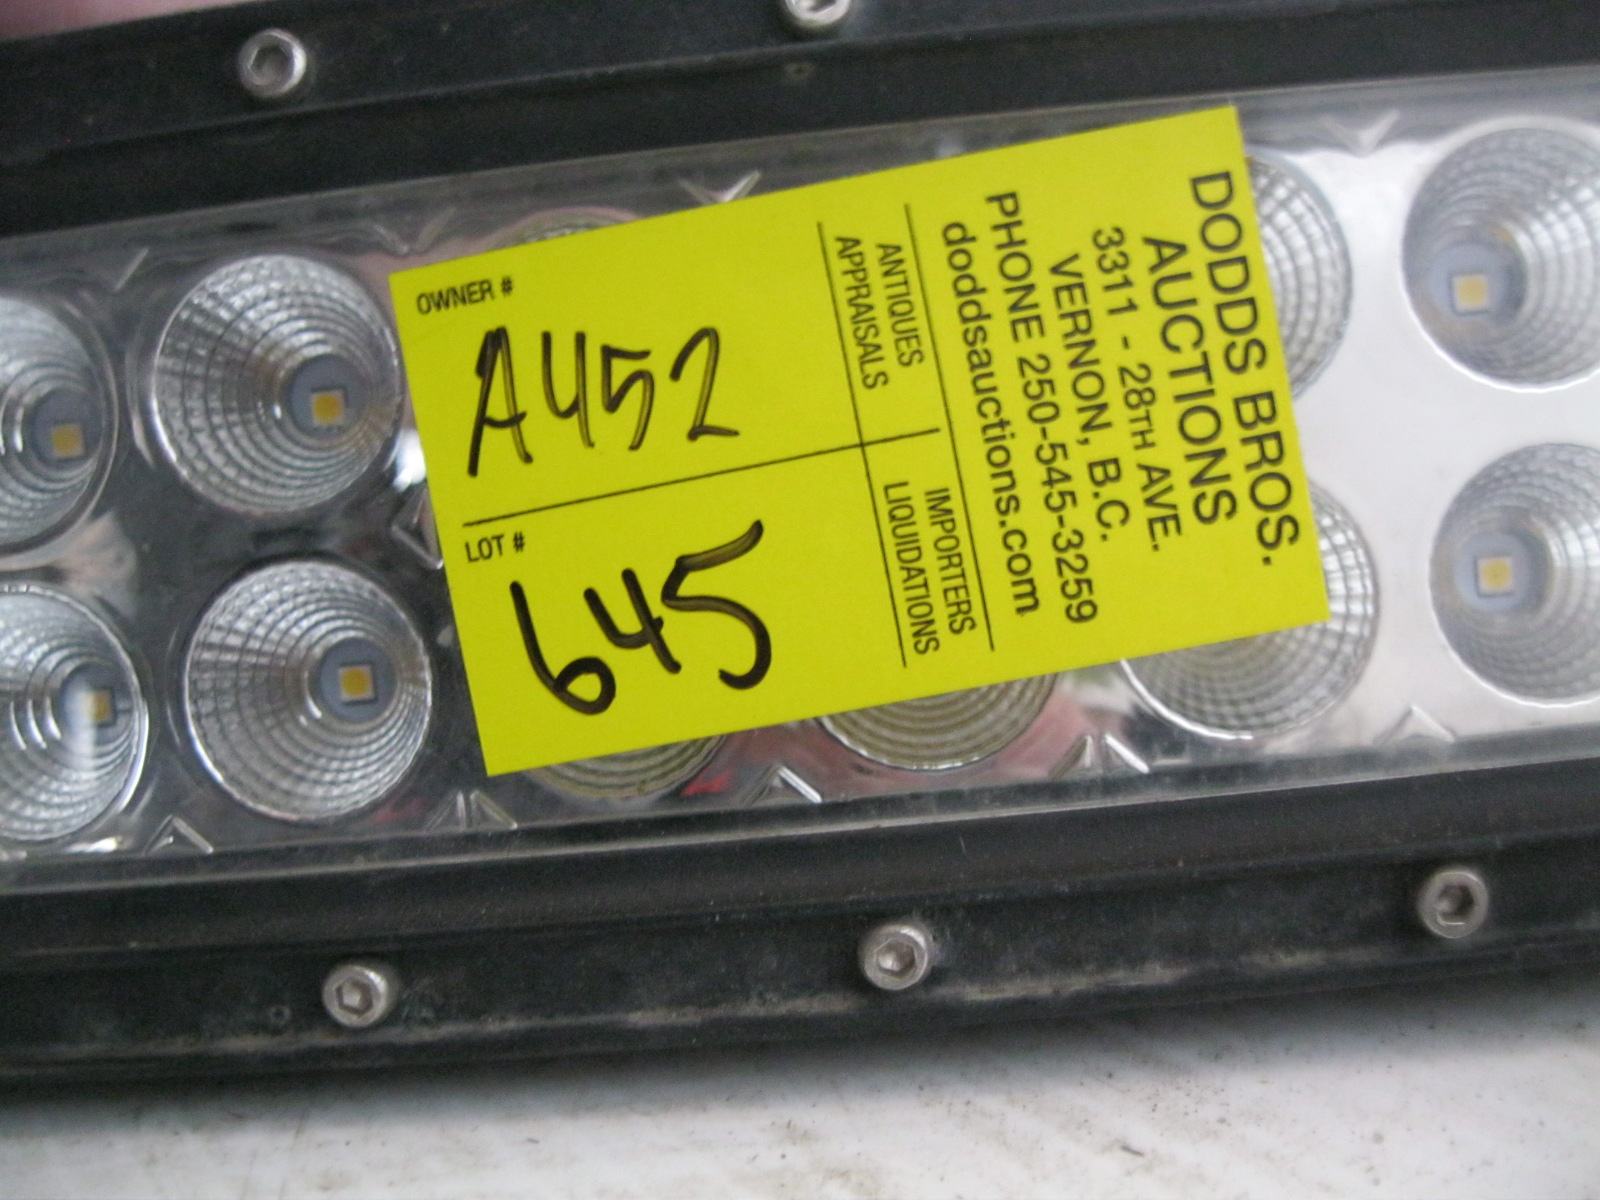 DODDS BROS.
AUCTIONS
3311 - 28TH AVE.
VERNON, B.C.
PHONE 250-545-3259
doddsauctions.com
ANTIQUES
APPRAISALS
IMPORTERS
LIQUIDATIONS
OWNER #
A452
LOT #
645